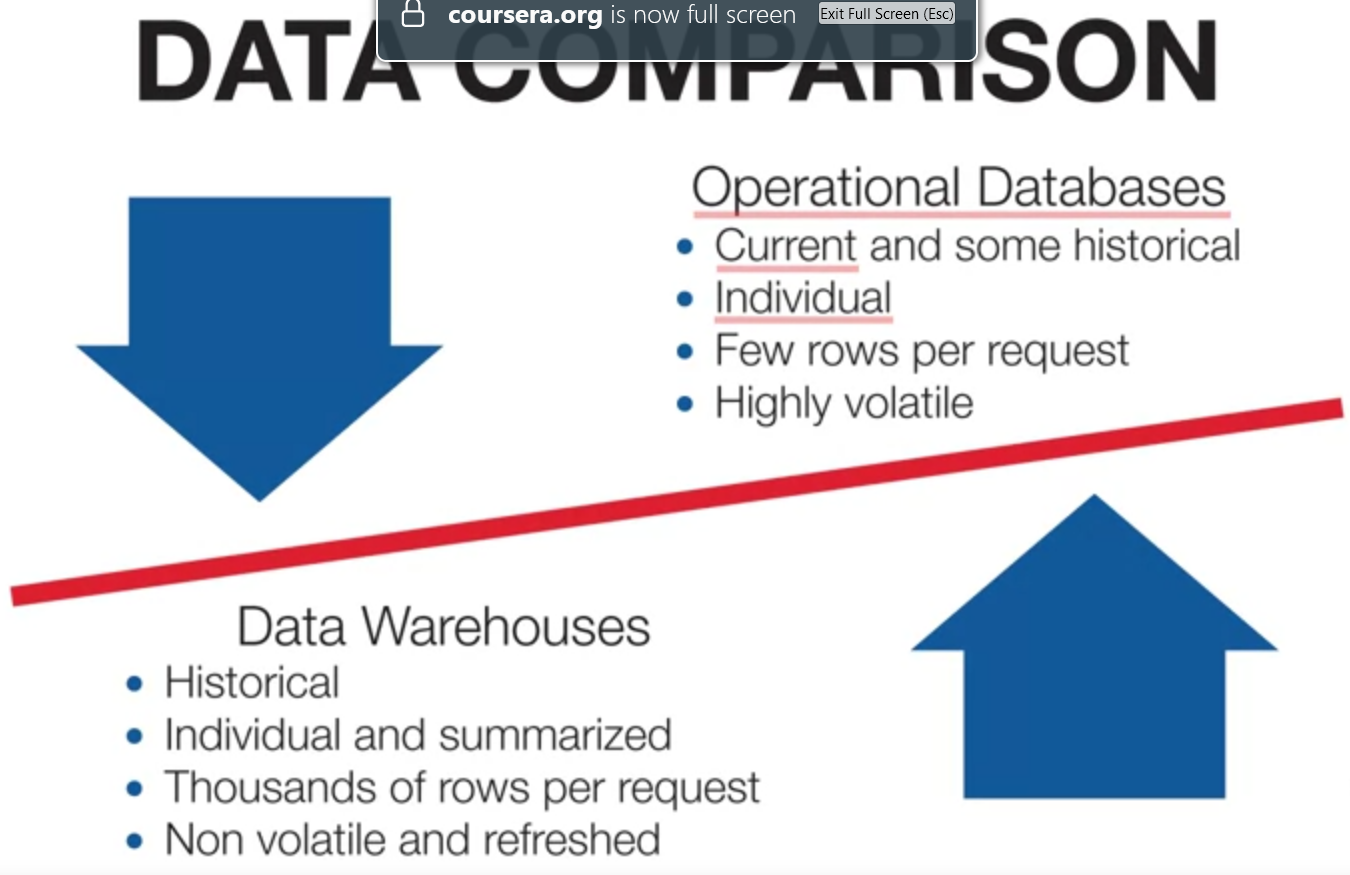 coursera.org is now full screen Exit Full Screen (Esc)
DATA COMPARISON
Operational Databases
• Current and some historical
• Individual
• Few rows per request
• Highly volatile
Data Warehouses
• Historical
• Individual and summarized
• Thousands of rows per request
• Non volatile and refreshed